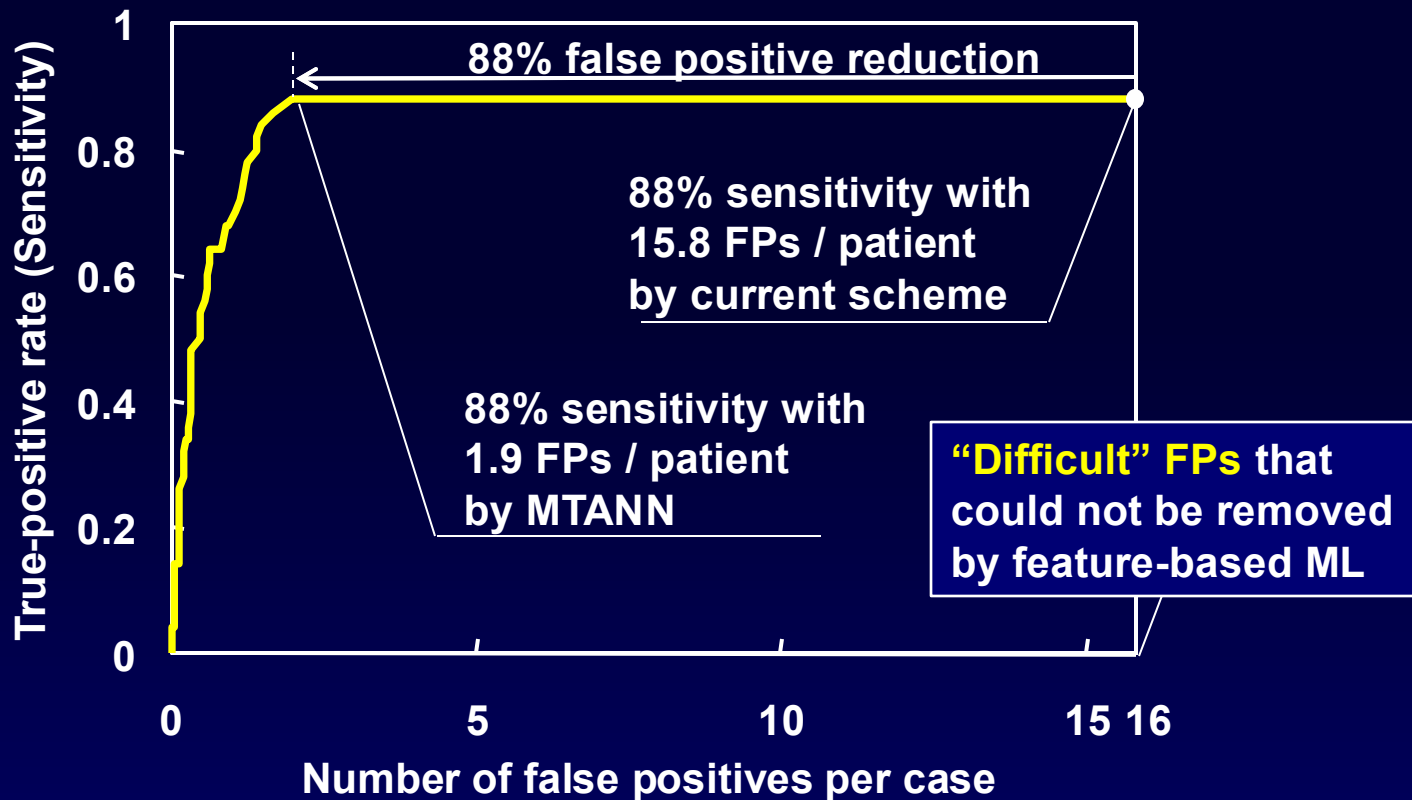 1
88% false positive reduction
0.8
88% sensitivity with
15.8 FPs / patient
by current scheme
0.6
True-positive rate (Sensitivity)
0.4
88% sensitivity with
1.9 FPs / patient
by MTANN
“Difficult” FPs that
could not be removed
by feature-based ML
0.2
0
0 5 10 15 16
Number of false positives per case